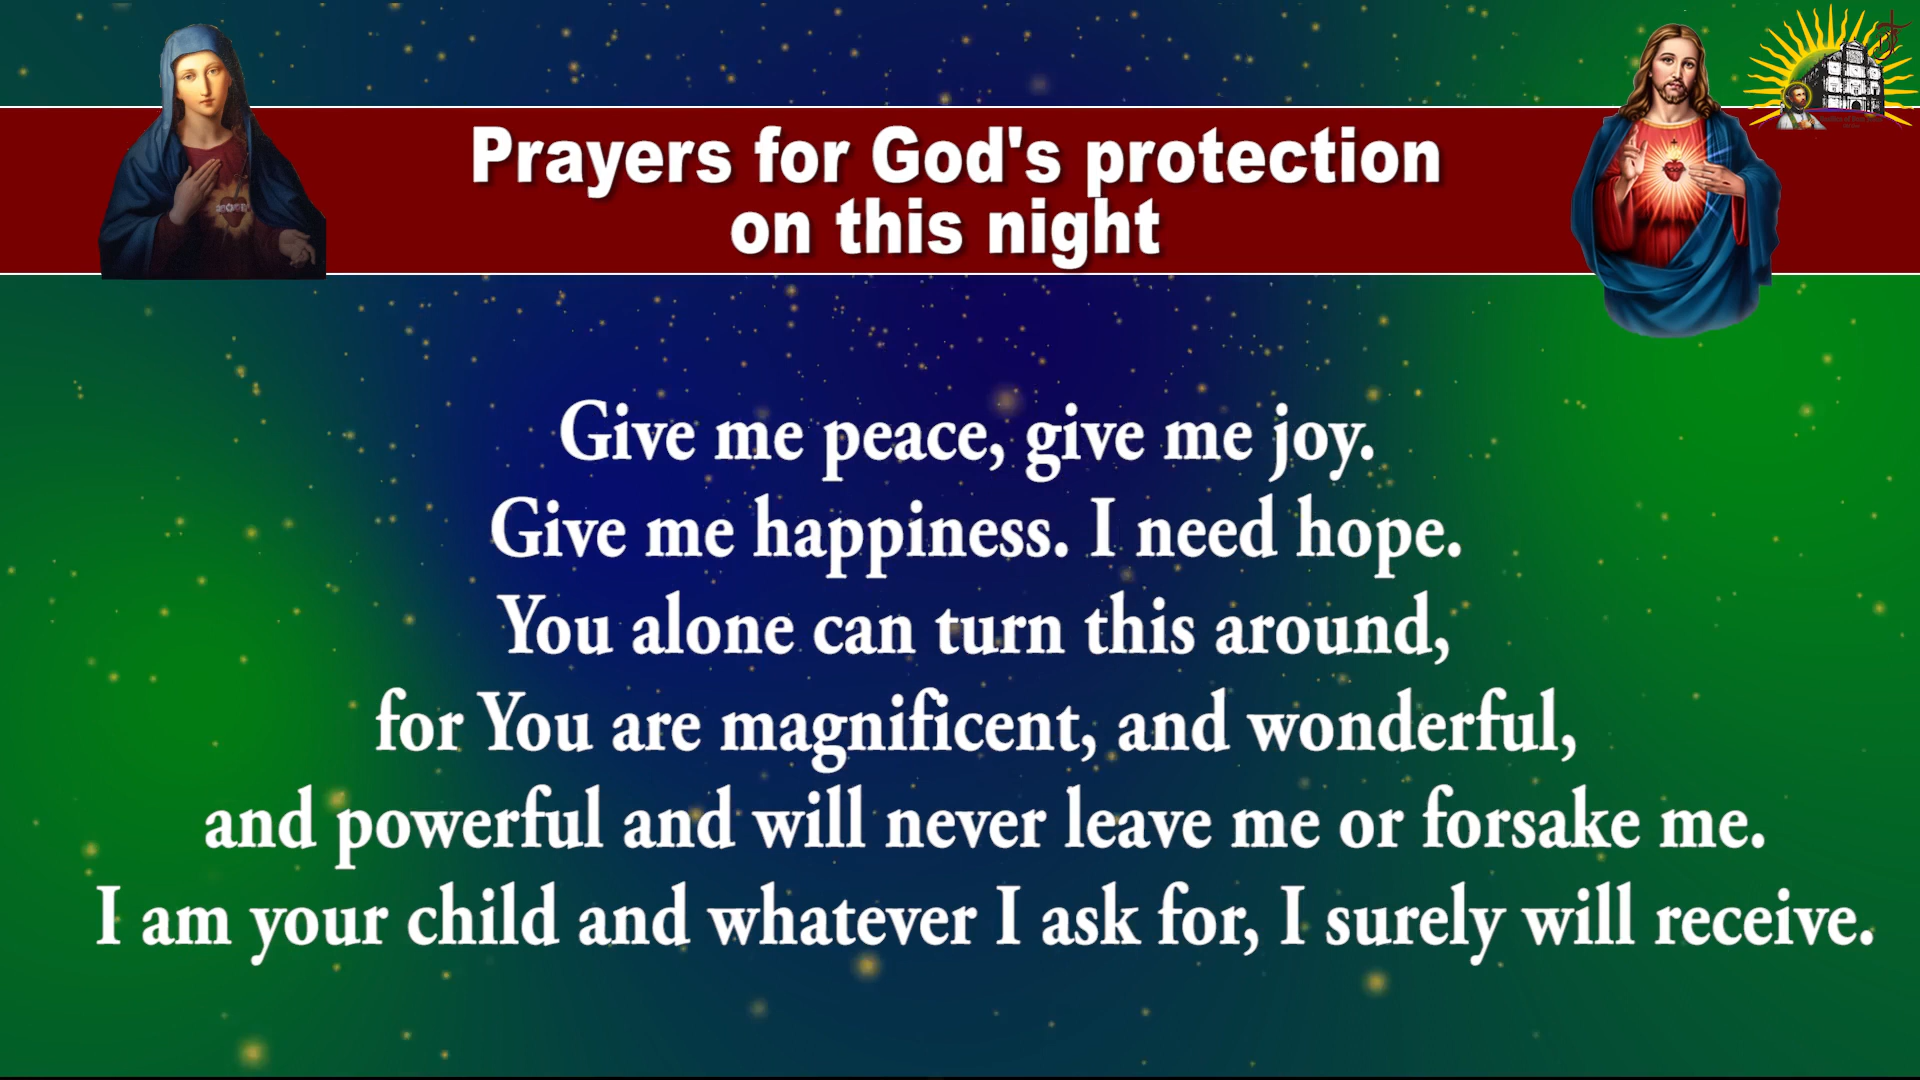 Prayers for God's protection
on this night
Give me peace, give me joy.
Give me happiness. I need hope.
You alone can turn this around,
for You are magnificent, and wonderful,
and powerful and will never leave me or forsake me.
I am your child and whatever I ask for, I surely will receive.